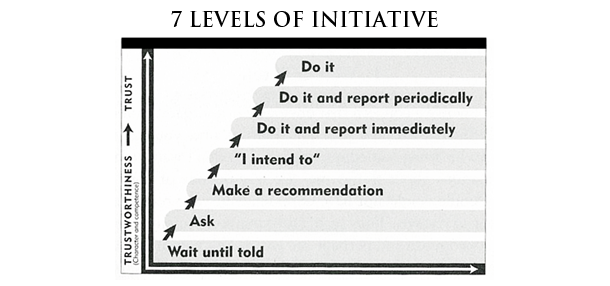 7 LEVELS OF INITIATIVE
Do it
Do it and report periodically
Do it and report immediately
"I intend to"
Make a recommendation
Ask
Wait until told
TRUSTWORTHINESS → TRUST
(Character and competence)